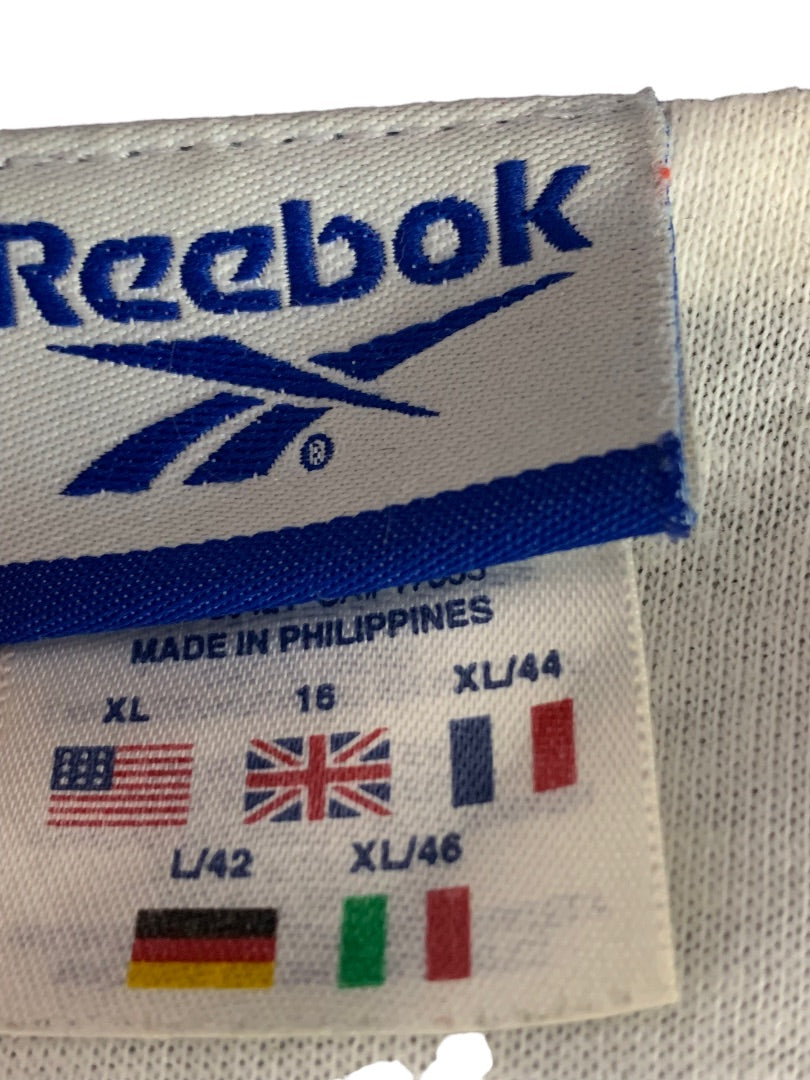 Reebok
®
MADE IN PHILIPPINES
XL 16 XL/44
L/42 XL/46